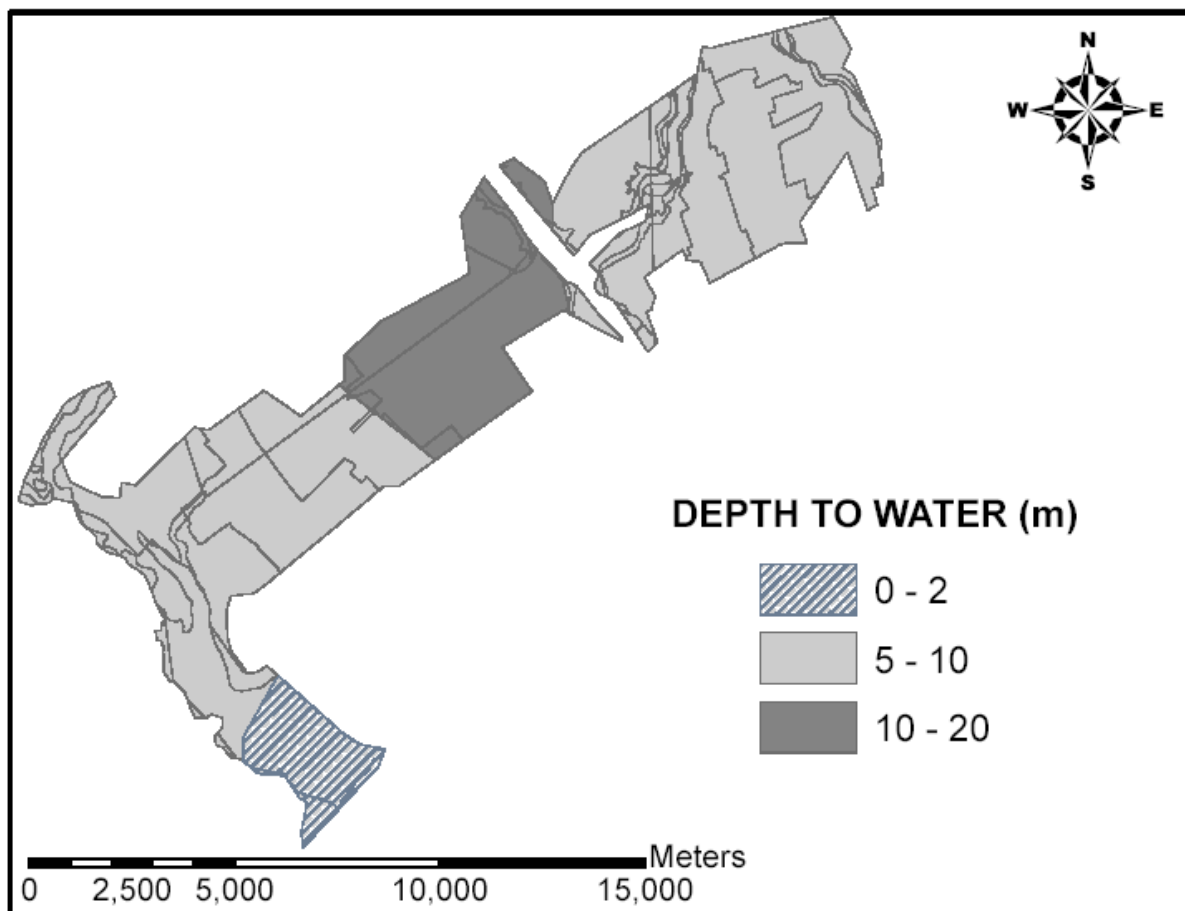 N
W E
S
DEPTH TO WATER (m)
0 - 2
5 - 10
10 - 20
Meters
0 2,500 5,000 10,000 15,000